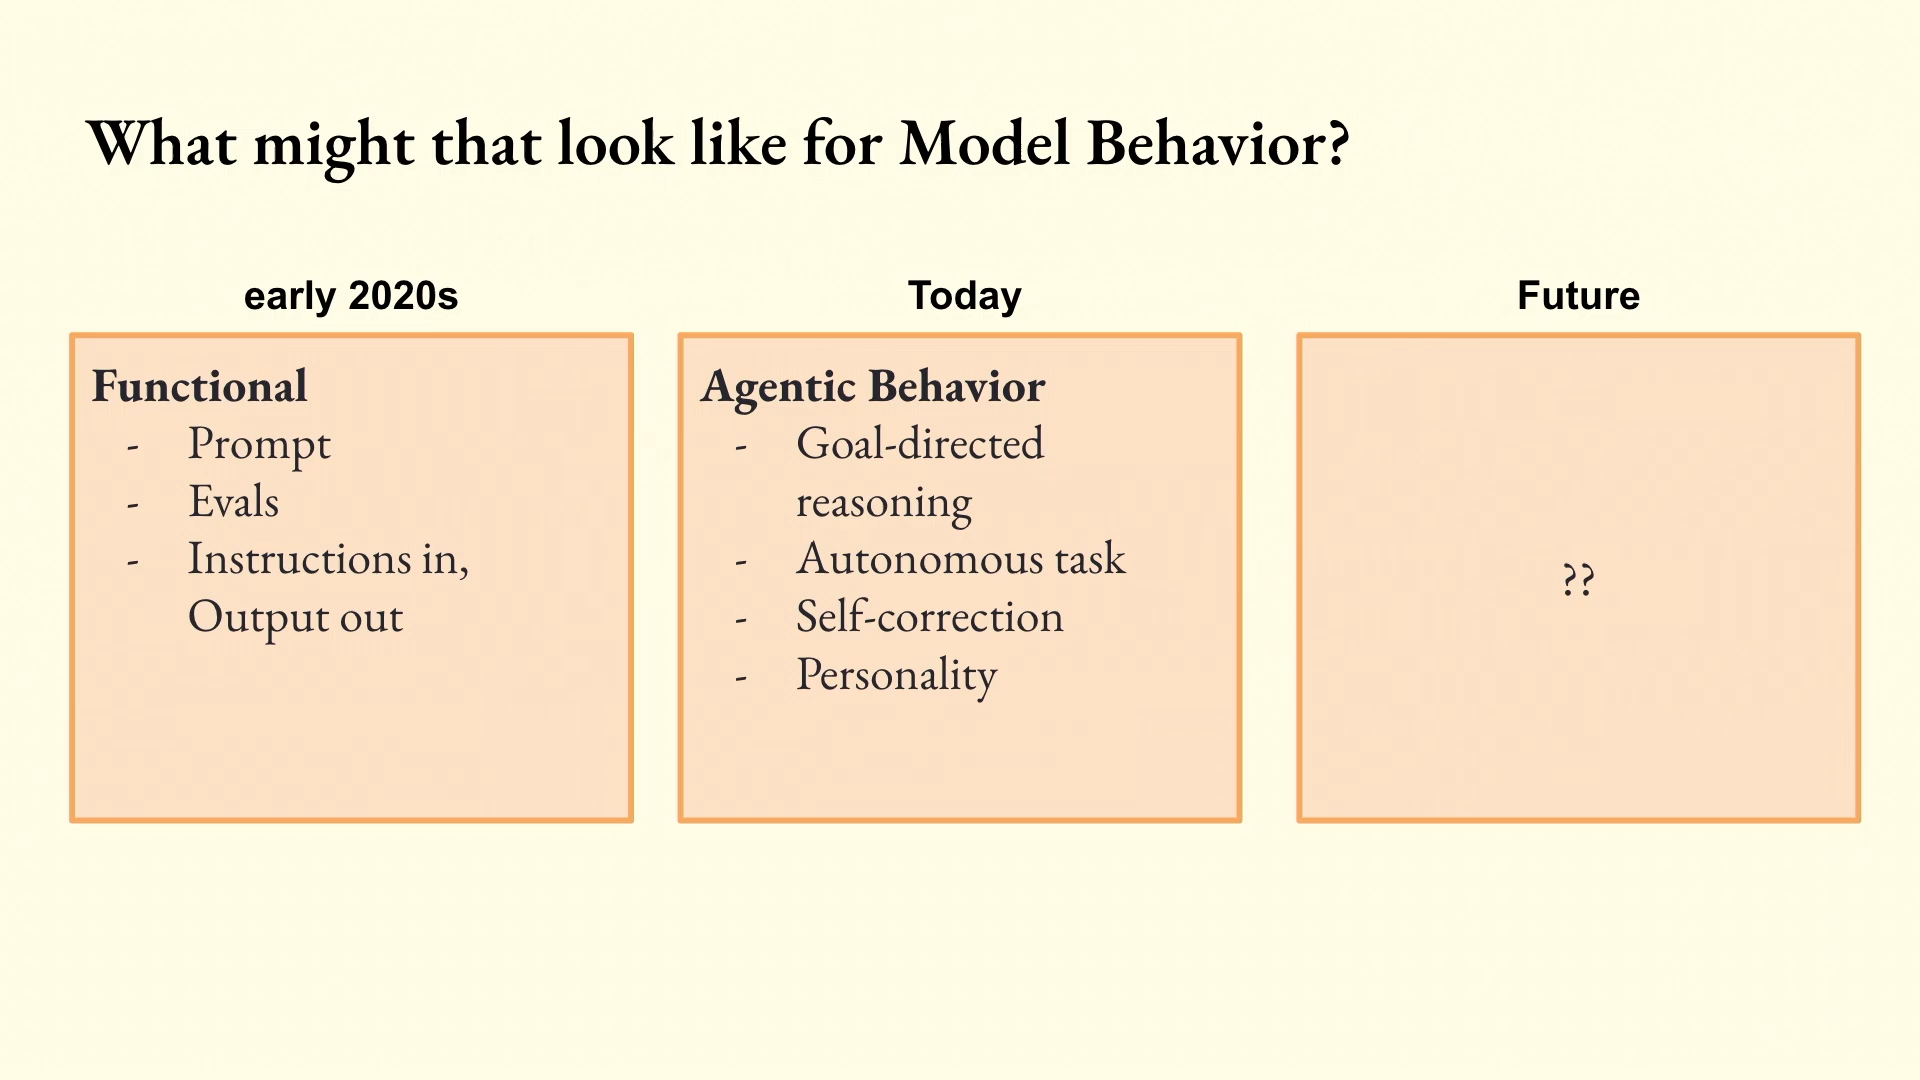 What might that look like for Model Behavior?
early 2020s
Functional
- Prompt
- Evals
- Instructions in,
Output out
Today
Agentic Behavior
- Goal-directed
reasoning
- Autonomous task
- Self-correction
- Personality
Future
??